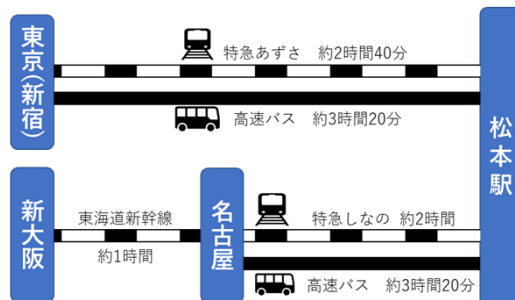 東京(新宿)
特急あずさ 約2時間40分
高速バス 約3時間20分
松本駅
新大阪
東海道新幹線
約1時間
名古屋
特急しなの 約2時間
高速バス 約3時間20分